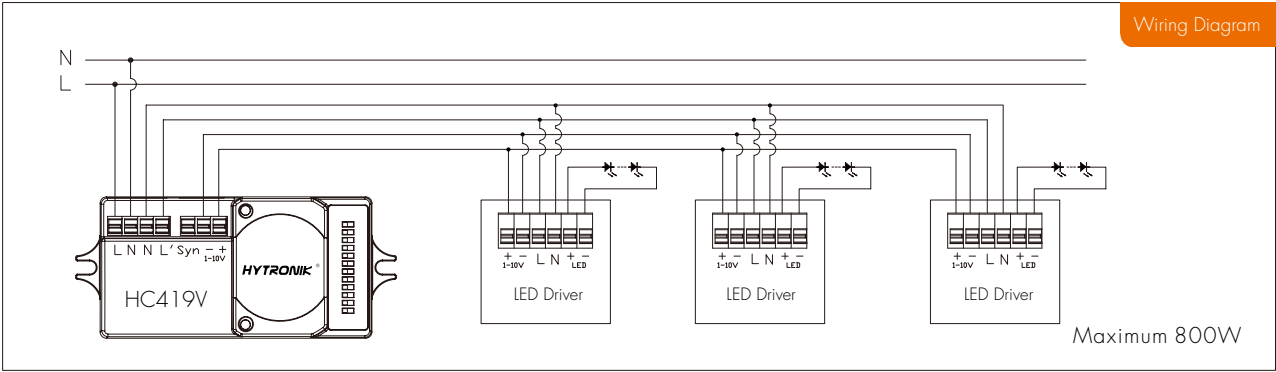 Wiring Diagram
N
L
L N N L' Syn - +
1-10V
HYTRONIK ®
HC419V
+ - L N + -
1-10V LED
LED Driver
+ - L N + -
1-10V LED
LED Driver
+ - L N + -
1-10V LED
LED Driver
Maximum 800W